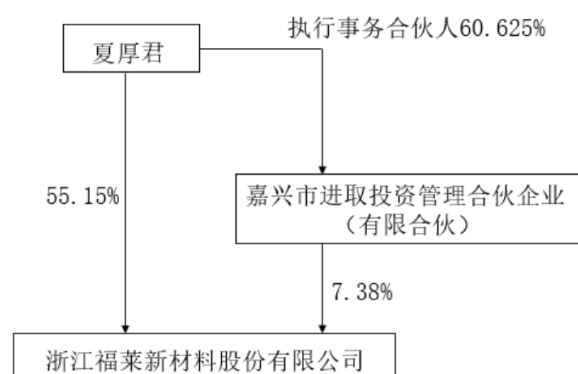 执行事务合伙人60.625%
夏厚君
55.15%
嘉兴市进取投资管理合伙企业
（有限合伙）
7.38%
浙江福莱新材料股份有限公司